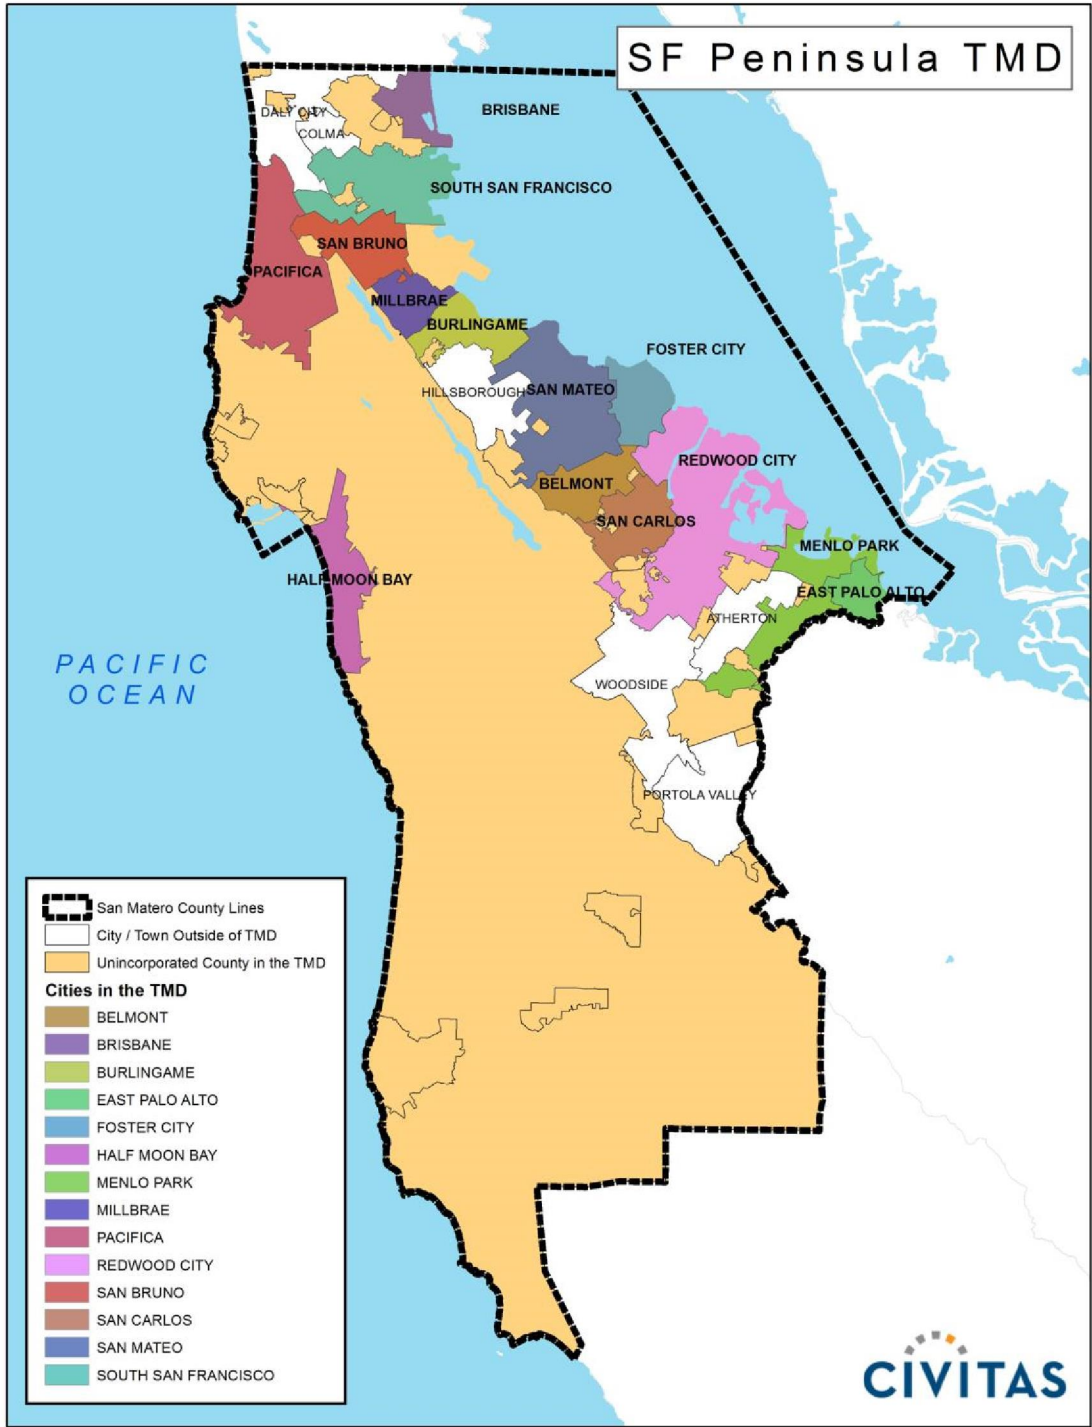 SF Peninsula TMD
BRISBANE
DALY CITY
COLMA
SOUTH SAN FRANCISCO
SAN BRUNO
PACIFICA
MILLBRAE
BURLINGAME
FOSTER CITY
HILLSBOROUGH
SAN MATEO
REDWOOD CITY
BELMONT
SAN CARLOS
MENLO PARK
HALF MOON BAY
EAST PALO ALTO
ATHERTON
PACIFIC
OCEAN
WOODSIDE
PORTOLA VALLEY
San Matero County Lines
City / Town Outside of TMD
Unincorporated County in the TMD
Cities in the TMD
BELMONT
BRISBANE
BURLINGAME
EAST PALO ALTO
FOSTER CITY
HALF MOON BAY
MENLO PARK
MILLBRAE
PACIFICA
REDWOOD CITY
SAN BRUNO
SAN CARLOS
SAN MATEO
SOUTH SAN FRANCISCO
CIVITAS